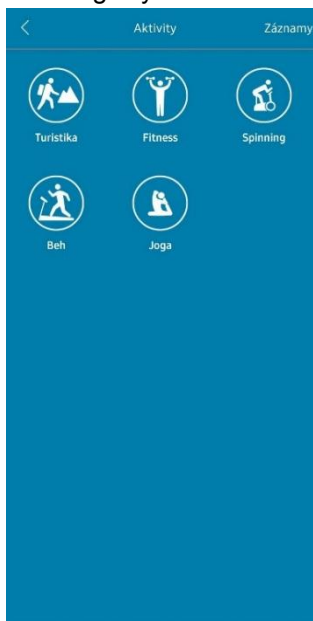 Aktivity
Záznamy
Turistika
Fitness
Spinning
Beh
Joga